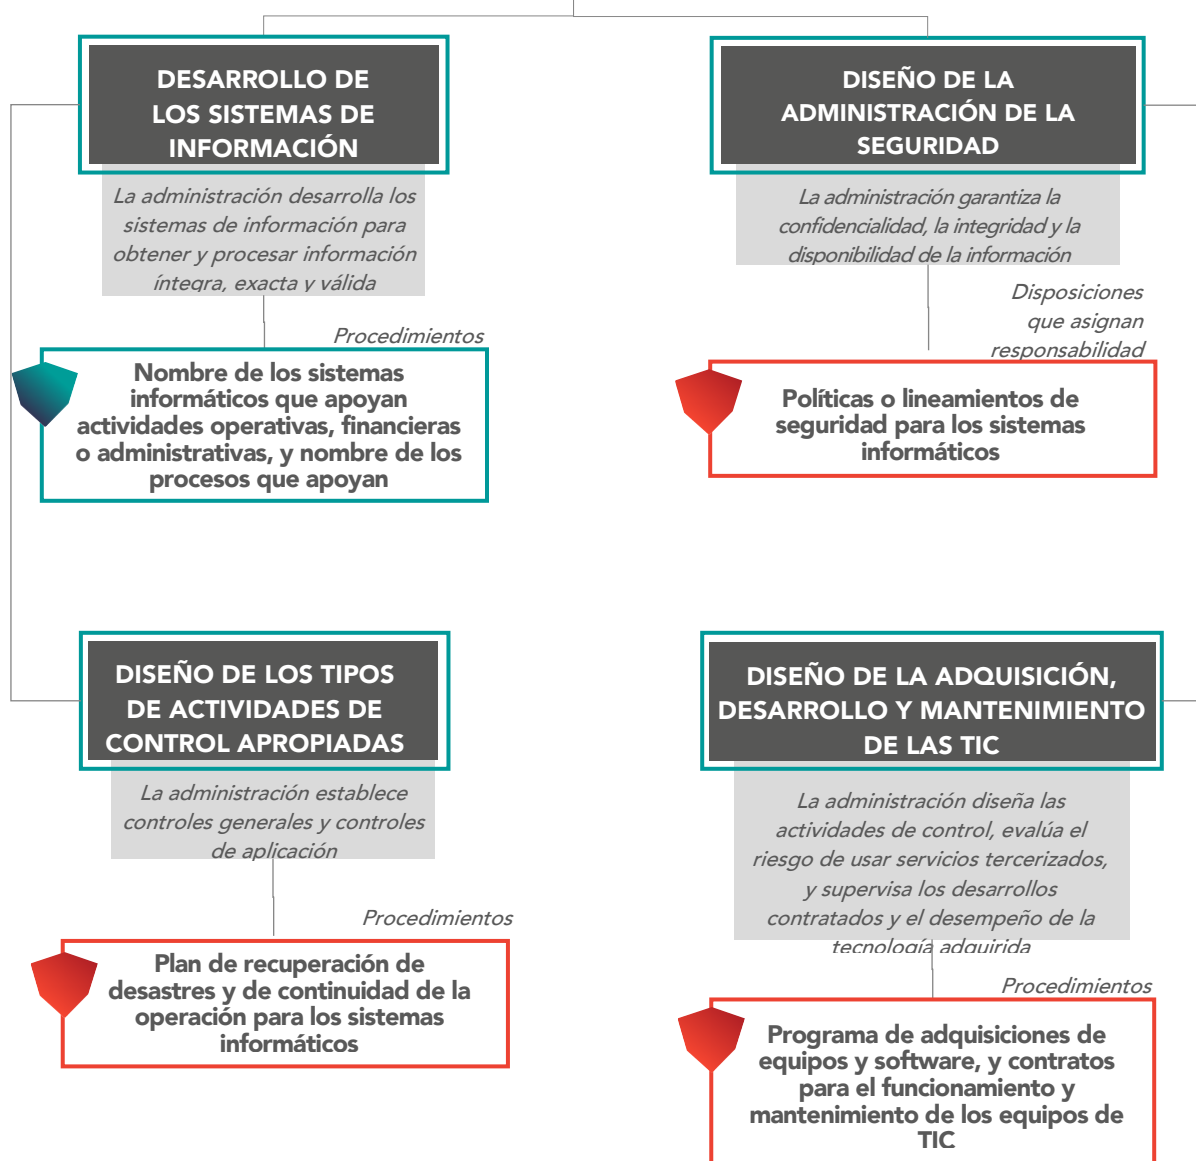 DESARROLLO DE
LOS SISTEMAS DE
INFORMACIÓN
La administración desarrolla los
sistemas de información para
obtener y procesar información
íntegra, exacta y válida
Procedimientos
Nombre de los sistemas
informáticos que apoyan
actividades operativas, financieras
o administrativas, y nombre de los
procesos que apoyan
DISEÑO DE LA
ADMINISTRACIÓN DE LA
SEGURIDAD
La administración garantiza la
confidencialidad, la integridad y la
disponibilidad de la información
Disposiciones
que asignan
responsabilidad
Políticas o lineamientos de
seguridad para los sistemas
informáticos
DISEÑO DE LOS TIPOS
DE ACTIVIDADES DE
CONTROL APROPIADAS
La administración establece
controles generales y controles
de aplicación
Procedimientos
Plan de recuperación de
desastres y de continuidad de la
operación para los sistemas
informáticos
DISEÑO DE LA ADQUISICIÓN,
DESARROLLO Y MANTENIMIENTO
DE LAS TIC
La administración diseña las
actividades de control, evalúa el
riesgo de usar servicios tercerizados,
y supervisa los desarrollos
contratados y el desempeño de la
tecnología adquirida
Procedimientos
Programa de adquisiciones de
equipos y software, y contratos
para el funcionamiento y
mantenimiento de los equipos de
TIC